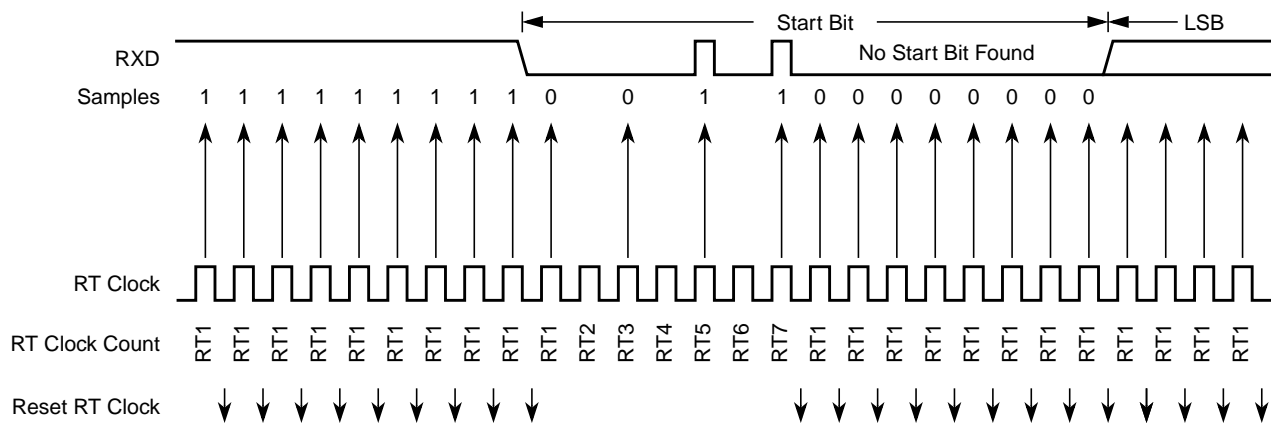 Start Bit LSB
RXD No Start Bit Found
Samples 1 1 1 1 1 1 1 1 1 0 0 1 1 0 0 0 0 0 0 0 0
RT Clock
RT Clock Count RT1 RT1 RT1 RT1 RT1 RT1 RT1 RT1 RT1 RT1 RT2 RT3 RT4 RT5 RT6 RT7 RT1 RT1 RT1 RT1 RT1 RT1 RT1 RT1 RT1 RT1 RT1 RT1
Reset RT Clock